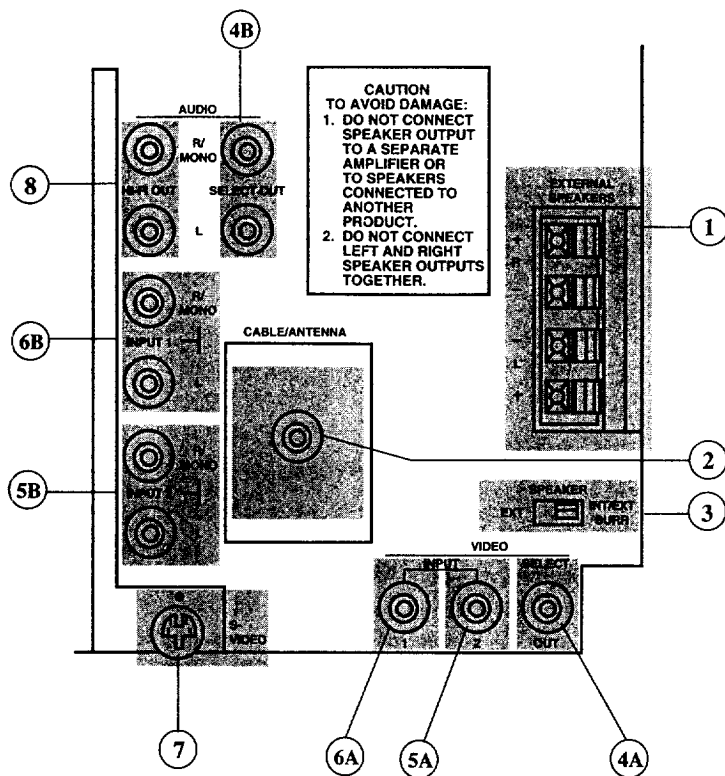 4B
AUDIO
R/
MONO
HI-FI OUT
SELECT OUT
L
8
CAUTION
TO AVOID DAMAGE:
1. DO NOT CONNECT
SPEAKER OUTPUT
TO A SEPARATE
AMPLIFIER OR
TO SPEAKERS
CONNECTED TO
ANOTHER
PRODUCT.
2. DO NOT CONNECT
LEFT AND RIGHT
SPEAKER OUTPUTS
TOGETHER.
EXTERNAL
SPEAKERS
+
R
−
−
L
+
1
R/
MONO
INPUT 1
L
6B
CABLE/ANTENNA
2
R/
MONO
INPUT
5B
SPEAKER
EXT
INT/EXT
SURR
3
VIDEO
INPUT
1
2
SELECT
OUT
S-
VIDEO
7
6A
5A
4A